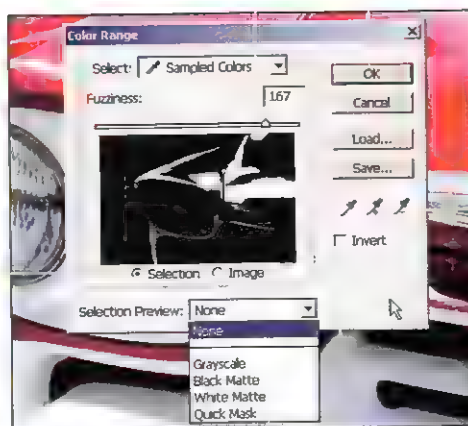 Color Range
Select: Sampled Colors
Fuzziness: 167
OK
Cancel
Load...
Save...
Invert
Selection Image
Selection Preview: None
None
Grayscale
Black Matte
White Matte
Quick Mask